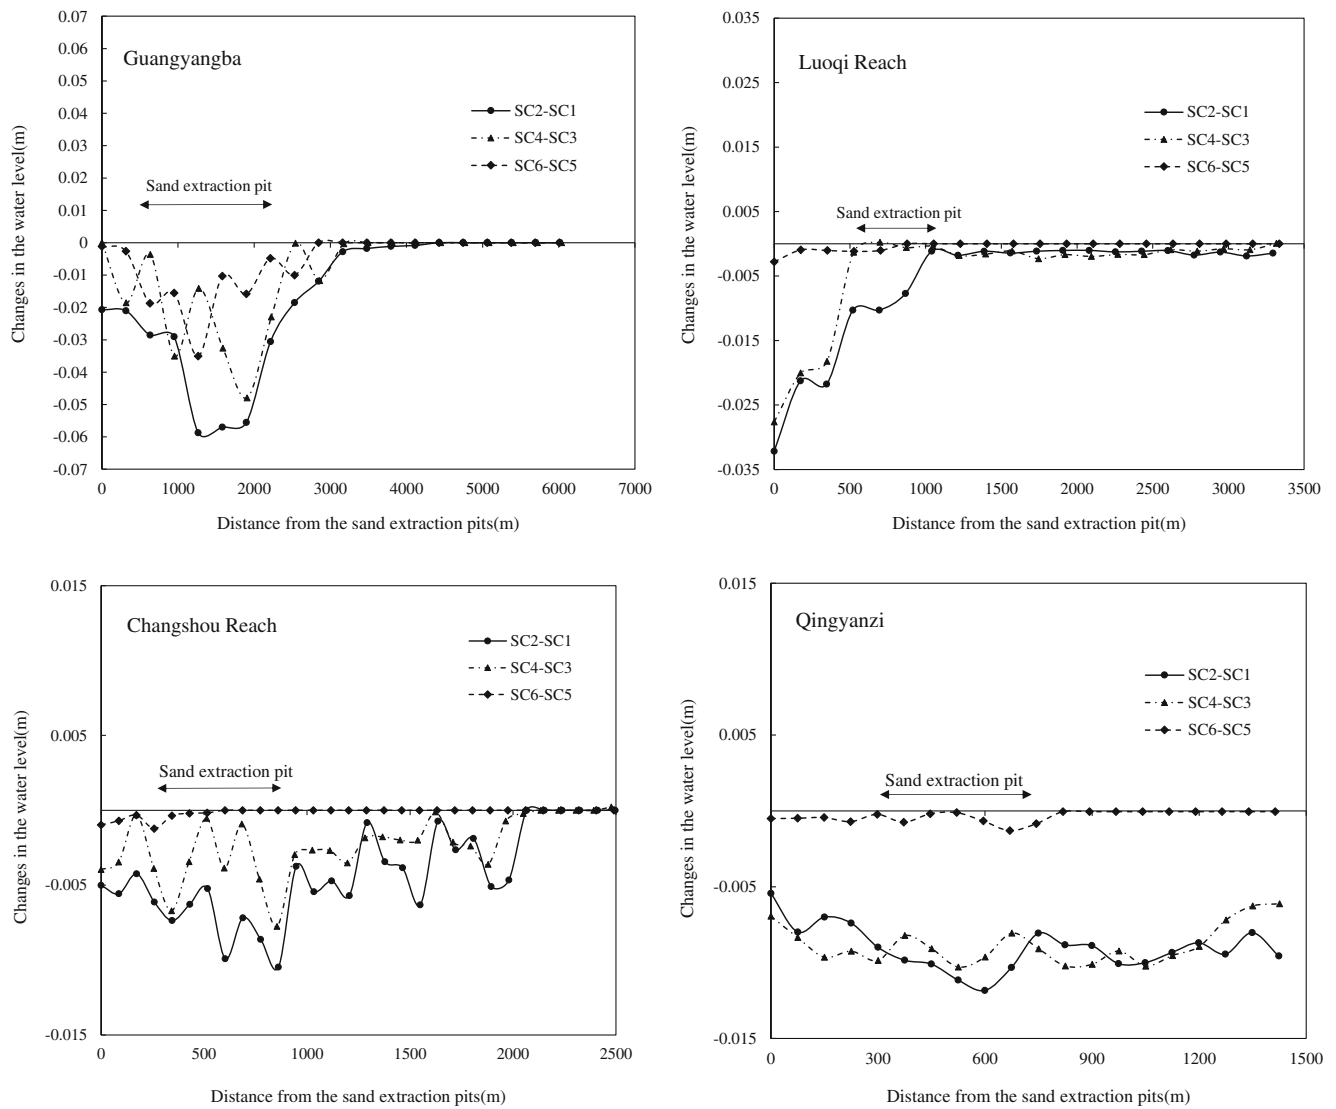 0.07
0.06
0.05
0.04
0.03
0.02
0.01
0
-0.01
-0.02
-0.03
-0.04
-0.05
-0.06
-0.07
Changes in the water level(m)
Guangyangba
SC2-SC1
SC4-SC3
SC6-SC5
Sand extraction pit
0 1000 2000 3000 4000 5000 6000 7000
Distance from the sand extraction pits(m)
0.035
0.025
0.015
0.005
-0.005
-0.015
-0.025
-0.035
Changes in the water level(m)
Luoqi Reach
SC2-SC1
SC4-SC3
SC6-SC5
Sand extraction pit
0 500 1000 1500 2000 2500 3000 3500
Distance from the sand extraction pit(m)
0.015
0.005
-0.005
-0.015
Changes in the water level(m)
Changshou Reach
SC2-SC1
SC4-SC3
SC6-SC5
Sand extraction pit
0 500 1000 1500 2000 2500
Distance from the sand extraction pits(m)
0.015
0.005
-0.005
-0.015
Changes in the water level(m)
Qingyanzi
SC2-SC1
SC4-SC3
SC6-SC5
Sand extraction pit
0 300 600 900 1200 1500
Distance from the sand extraction pits(m)